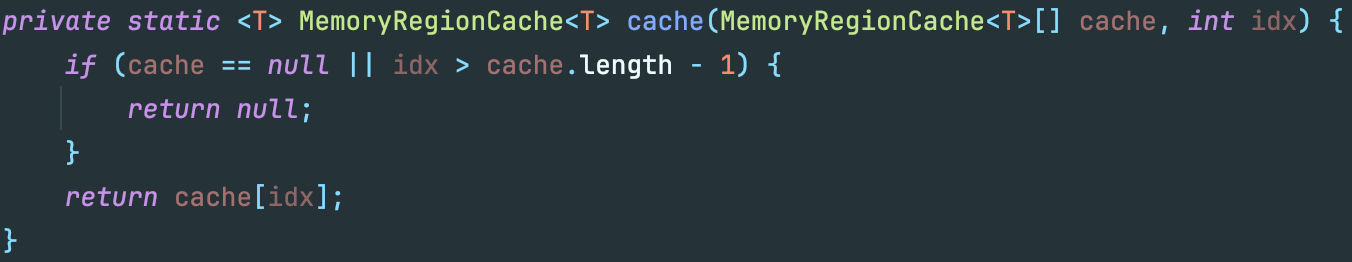 private static <T> MemoryRegionCache<T> cache(MemoryRegionCache<T>[] cache, int idx) {
    if (cache == null || idx > cache.length - 1) {
        return null;
    }
    return cache[idx];
}